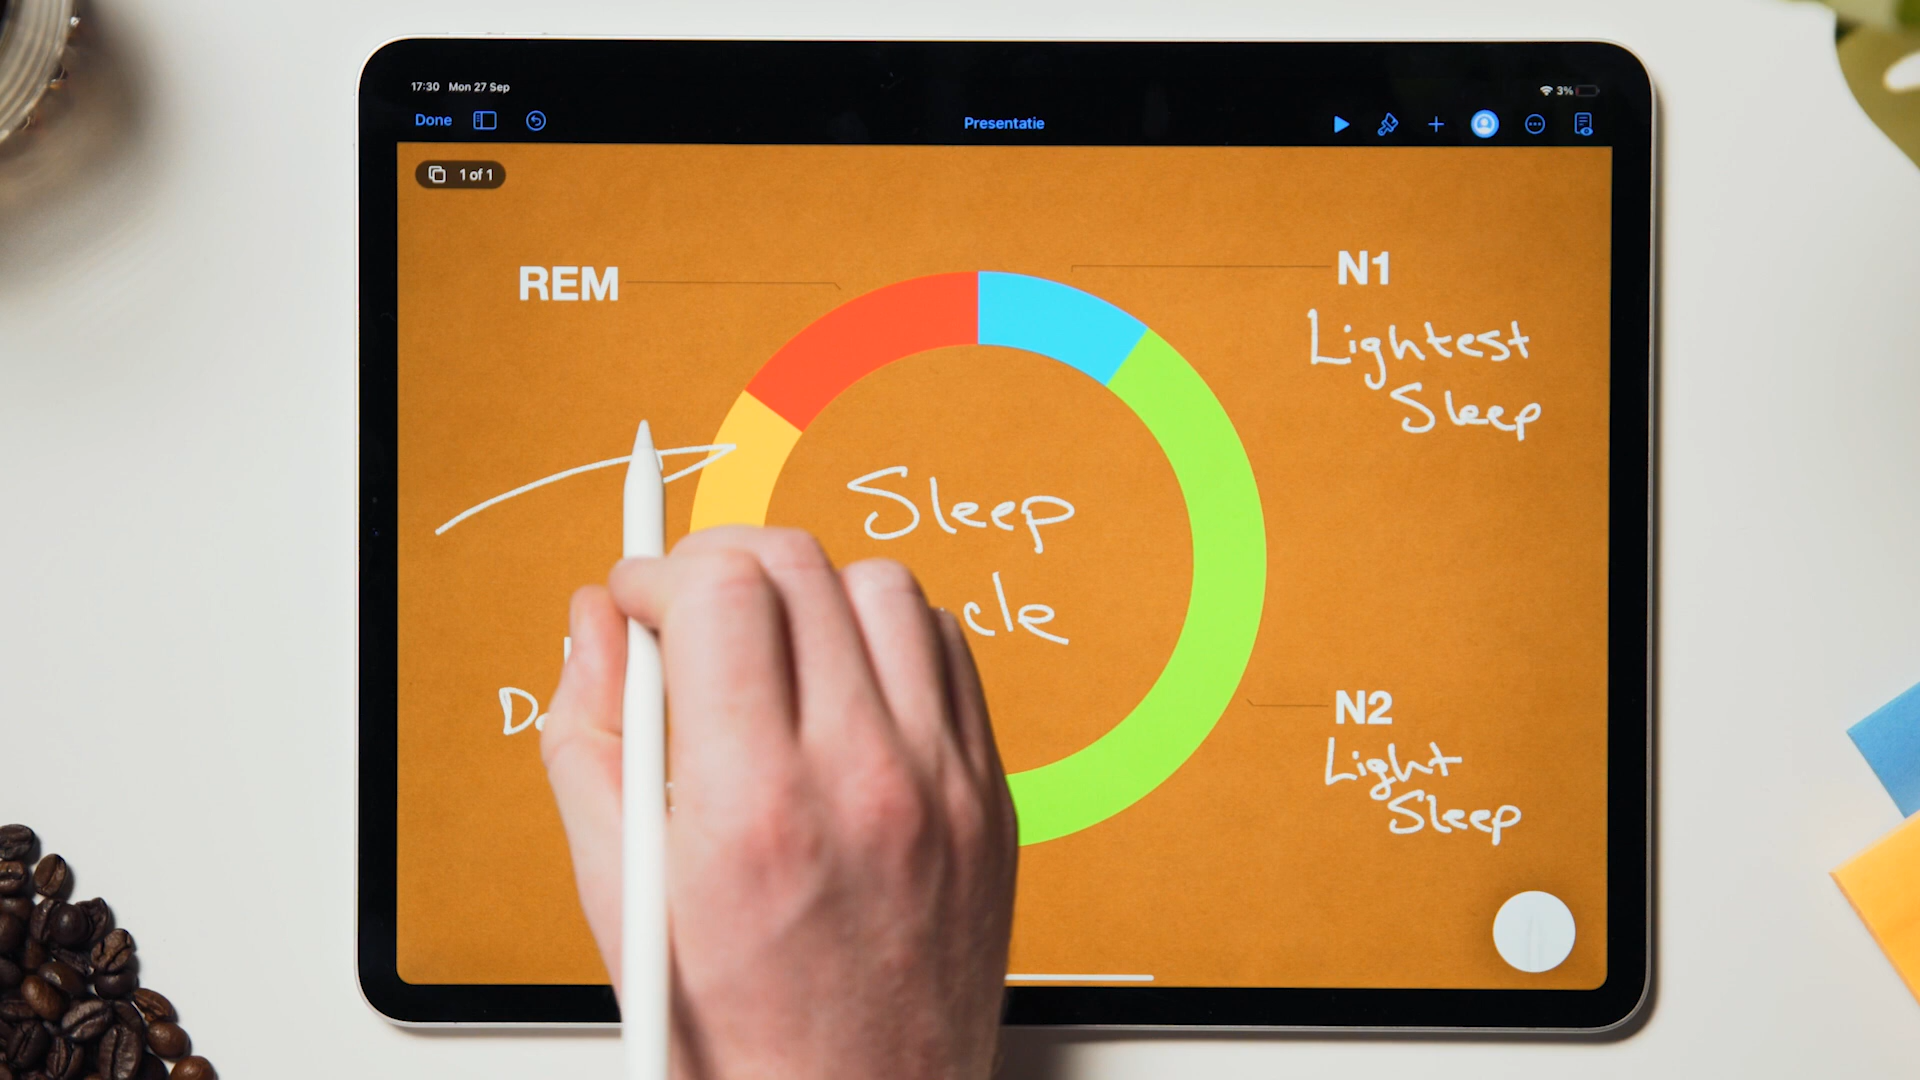 17:30 Mon 27 Sep
3%
Done
Presentatie
1 of 1
REM
N1
Lightest
Sleep
Sleep
N2
Light
Sleep